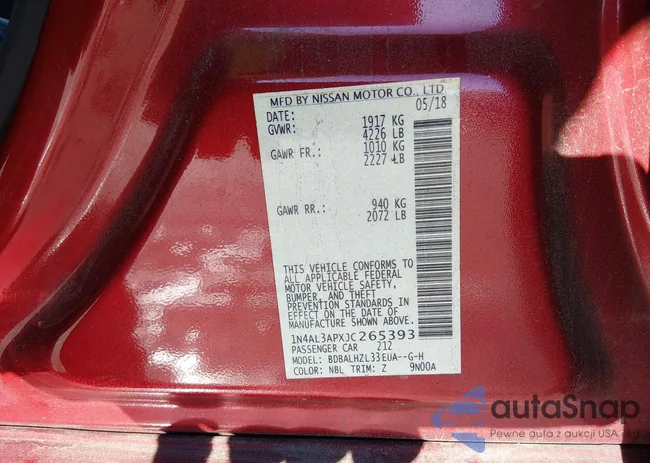 MFD BY NISSAN MOTOR CO., LTD
DATE: 05/18
GVWR: 1917 KG
4226 LB
GAWR FR.: 1010 KG
2227 LB
GAWR RR.: 940 KG
2072 LB
THIS VEHICLE CONFORMS TO
ALL APPLICABLE FEDERAL
MOTOR VEHICLE SAFETY,
BUMPER, AND THEFT
PREVENTION STANDARDS IN
EFFECT ON THE DATE OF
MANUFACTURE SHOWN ABOVE.
1N4AL3APXJC265393
PASSENGER CAR 212
MODEL: BDBALHZL33EUA--G-H
COLOR: NBL TRIM: Z 9N00A
autaSnap
Pewne auta z aukcji USA